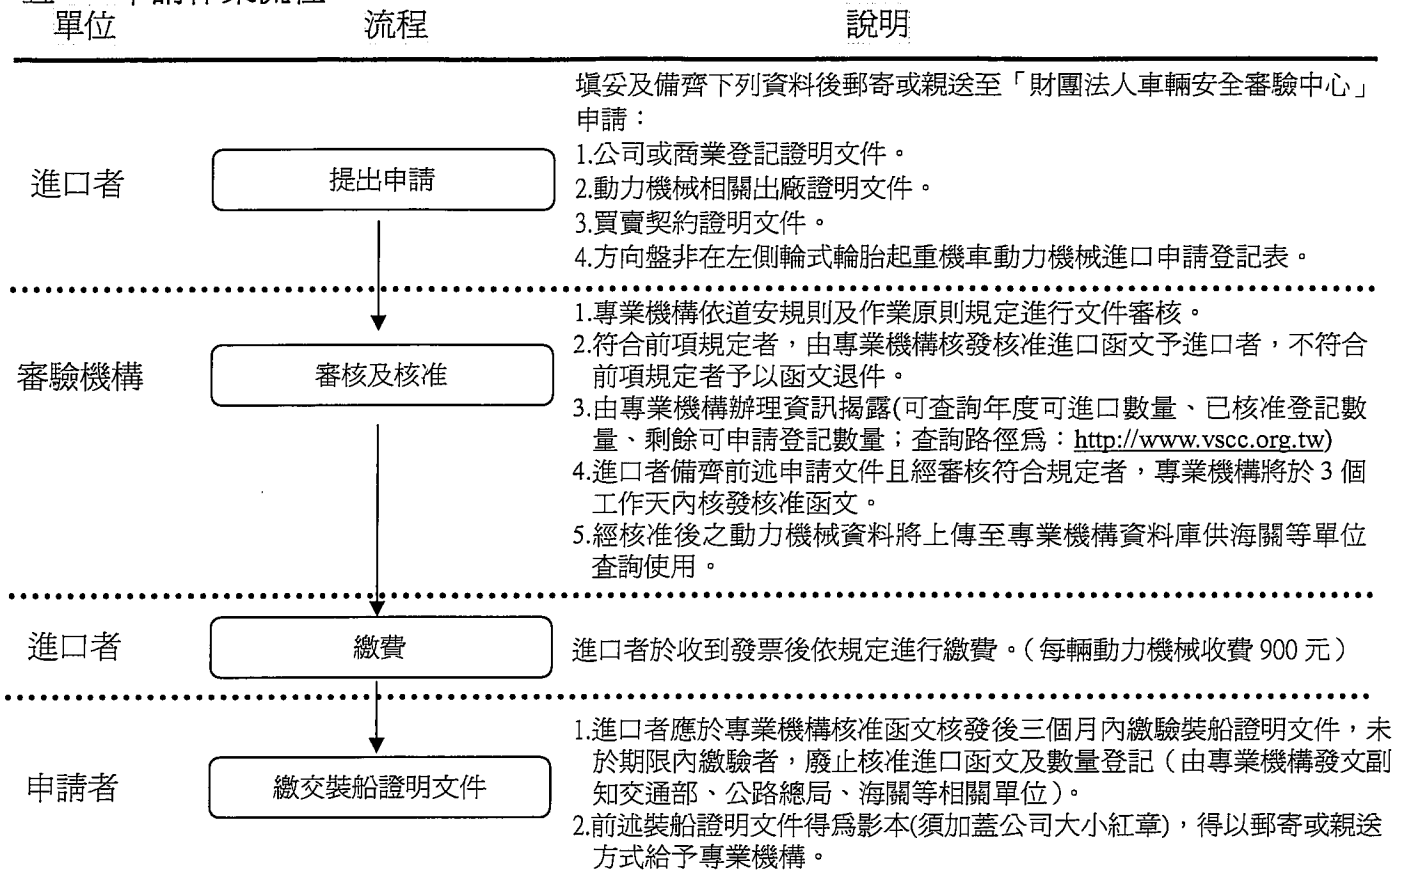 單位 流程 說明
填妥及備齊下列資料後郵寄或親送至「財團法人車輛安全審驗中心」
申請：
1.公司或商業登記證明文件。
2.動力機械相關出廠證明文件。
3.買賣契約證明文件。
4.方向盤非在左側輪式輪胎起重機車動力機械進口申請登記表。
進口者
提出申請
1.專業機構依道安規則及作業原則規定進行文件審核。
2.符合前項規定者，由專業機構核發核准進口函文予進口者，不符合
前項規定者予以函文退件。
3.由專業機構辦理資訊揭露(可查詢年度可進口數量、已核准登記數
量、剩餘可申請登記數量；查詢路徑為：http://www.vscc.org.tw)
4.進口者備齊前述申請文件且經審核符合規定者，專業機構將於 3 個
工作天內核發核准函文。
5.經核准後之動力機械資料將上傳至專業機構資料庫供海關等單位
查詢使用。
審驗機構
審核及核准
進口者
繳費
進口者於收到發票後依規定進行繳費。（每輛動力機械收費 900 元）
1.進口者應於專業機構核准函文核發後三個月內繳驗裝船證明文件，未
於期限內繳驗者，廢止核准進口函文及數量登記（由專業機構發文副
知交通部、公路總局、海關等相關單位）。
2.前述裝船證明文件得為影本(須加蓋公司大小紅章)，得以郵寄或親送
方式給予專業機構。
申請者
繳交裝船證明文件